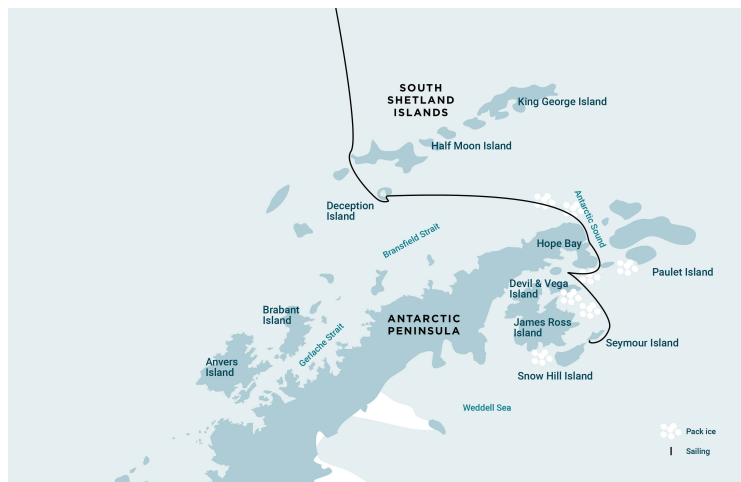 SOUTH
SHETLAND
ISLANDS
King George Island
Half Moon Island
Deception
Island
Antarctic Sound
Bransfield Strait
Hope Bay
Paulet Island
Devil & Vega
Island
Brabant
Island
ANTARCTIC
PENINSULA
James Ross
Island
Gerlache Strait
Seymour Island
Anvers
Island
Snow Hill Island
Weddell Sea
Pack ice
Sailing